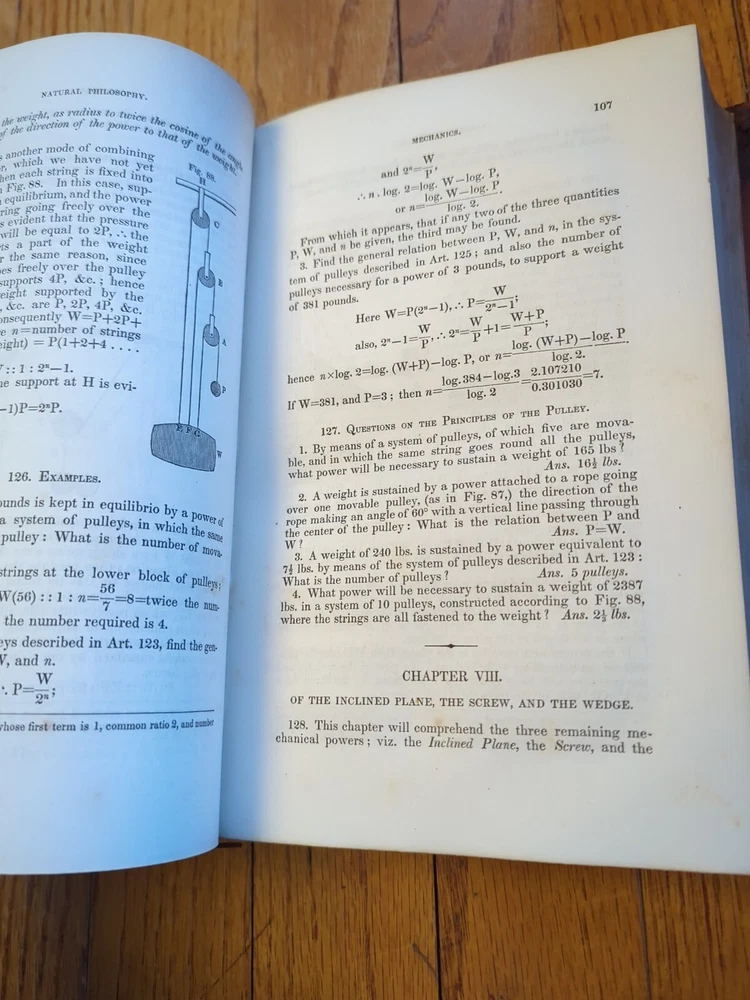 NATURAL PHILOSOPHY.
the weight, as radius to twice the cosine of the angle
of the direction of the power to that of the weight.
another mode of combining
r, which we have not yet
hen each string is fixed into
n Fig. 88. In this case, sup-
equilibrium, and the power
ring going freely over the
s evident that the pressure
will be equal to 2P, ∴ the
ts a part of the weight
r the same reason, since
oes freely over the pulley
supports 4P, &c.; hence
eight supported by the
, &c. are P, 2P, 4P, &c.
onsequently W=P+2P+
re n=number of strings
eight) = P(1+2+4 ....
:: 1 : 2ⁿ−1.
he support at H is evi-
−1)P=2ⁿP.
Fig. 88.
H
C
B
A
P
E F G
W
126. EXAMPLES.
ounds is kept in equilibrio by a power of
a system of pulleys, in which the same
pulley: What is the number of mova-
strings at the lower block of pulleys:
W(56) :: 1 : n=56/7=8=twice the num-
the number required is 4.
eys described in Art. 123, find the gen-
W, and n.
∴ P=W/2ⁿ;
whose first term is 1, common ratio 2, and number
MECHANICS.
107
and 2ⁿ=W/P,
∴ n . log. 2=log. W−log. P,
or n=log. W−log. P/log. 2.
From which it appears, that if any two of the three quantities
P, W, and n be given, the third may be found.
3. Find the general relation between P, W, and n, in the sys-
tem of pulleys described in Art. 125; and also the number of
pulleys necessary for a power of 3 pounds, to support a weight
of 381 pounds.
Here W=P(2ⁿ−1), ∴ P=W/2ⁿ−1;
also, 2ⁿ−1=W/P, ∴ 2ⁿ=W/P+1=W+P/P;
hence n×log. 2=log. (W+P)−log. P, or n=log. (W+P)−log. P/log. 2.
If W=381, and P=3; then n=log.384−log.3/log. 2=2.107210/0.301030=7.
127. QUESTIONS ON THE PRINCIPLES OF THE PULLEY.
1. By means of a system of pulleys, of which five are mova-
ble, and in which the same string goes round all the pulleys,
what power will be necessary to sustain a weight of 165 lbs?
Ans. 16½ lbs.
2. A weight is sustained by a power attached to a rope going
over one movable pulley, (as in Fig. 87,) the direction of the
rope making an angle of 60° with a vertical line passing through
the center of the pulley: What is the relation between P and
W? Ans. P=W.
3. A weight of 240 lbs. is sustained by a power equivalent to
7½ lbs. by means of the system of pulleys described in Art. 123:
What is the number of pulleys? Ans. 5 pulleys.
4. What power will be necessary to sustain a weight of 2387
lbs. in a system of 10 pulleys, constructed according to Fig. 88,
where the strings are all fastened to the weight? Ans. 2⅓ lbs.
CHAPTER VIII.
OF THE INCLINED PLANE, THE SCREW, AND THE WEDGE.
128. This chapter will comprehend the three remaining me-
chanical powers; viz. the Inclined Plane, the Screw, and the